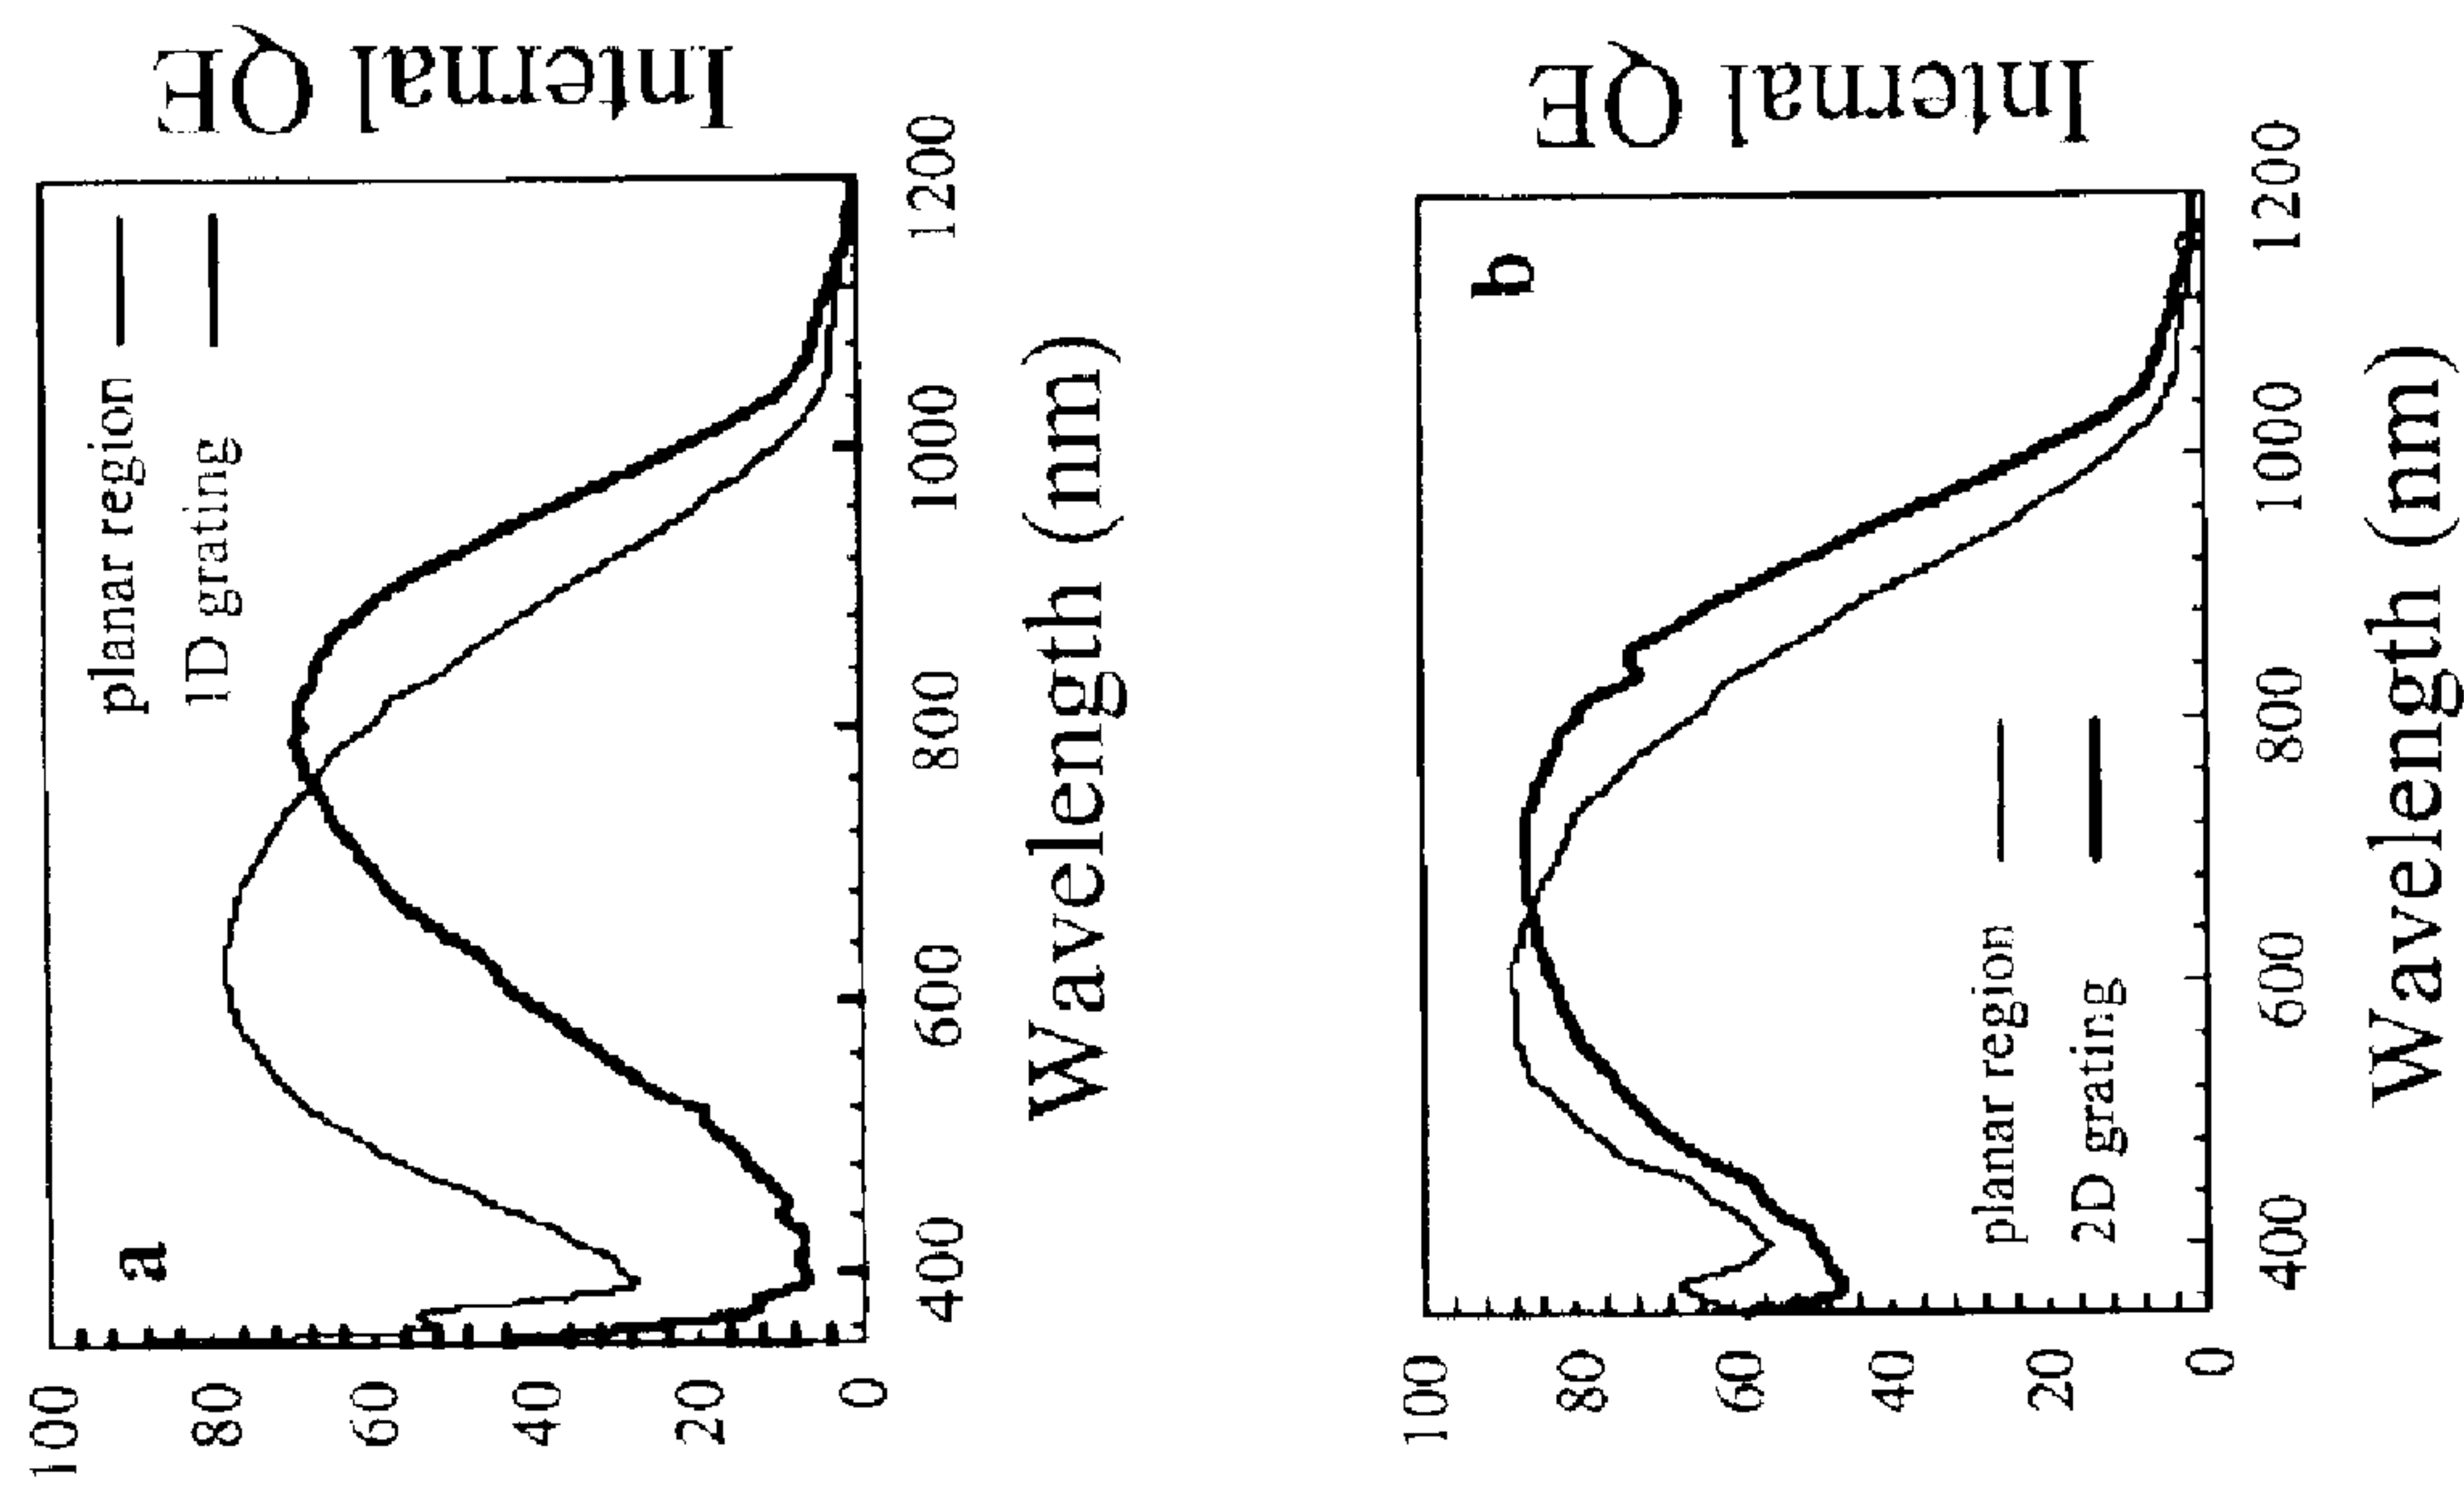 Internal QE
a
planar region
1D grating
100
80
60
40
20
0
400
600
800
1000
1200
Wavelength (nm)
Internal QE
b
planar region
2D grating
100
80
60
40
20
0
400
600
800
1000
1200
Wavelength (nm)